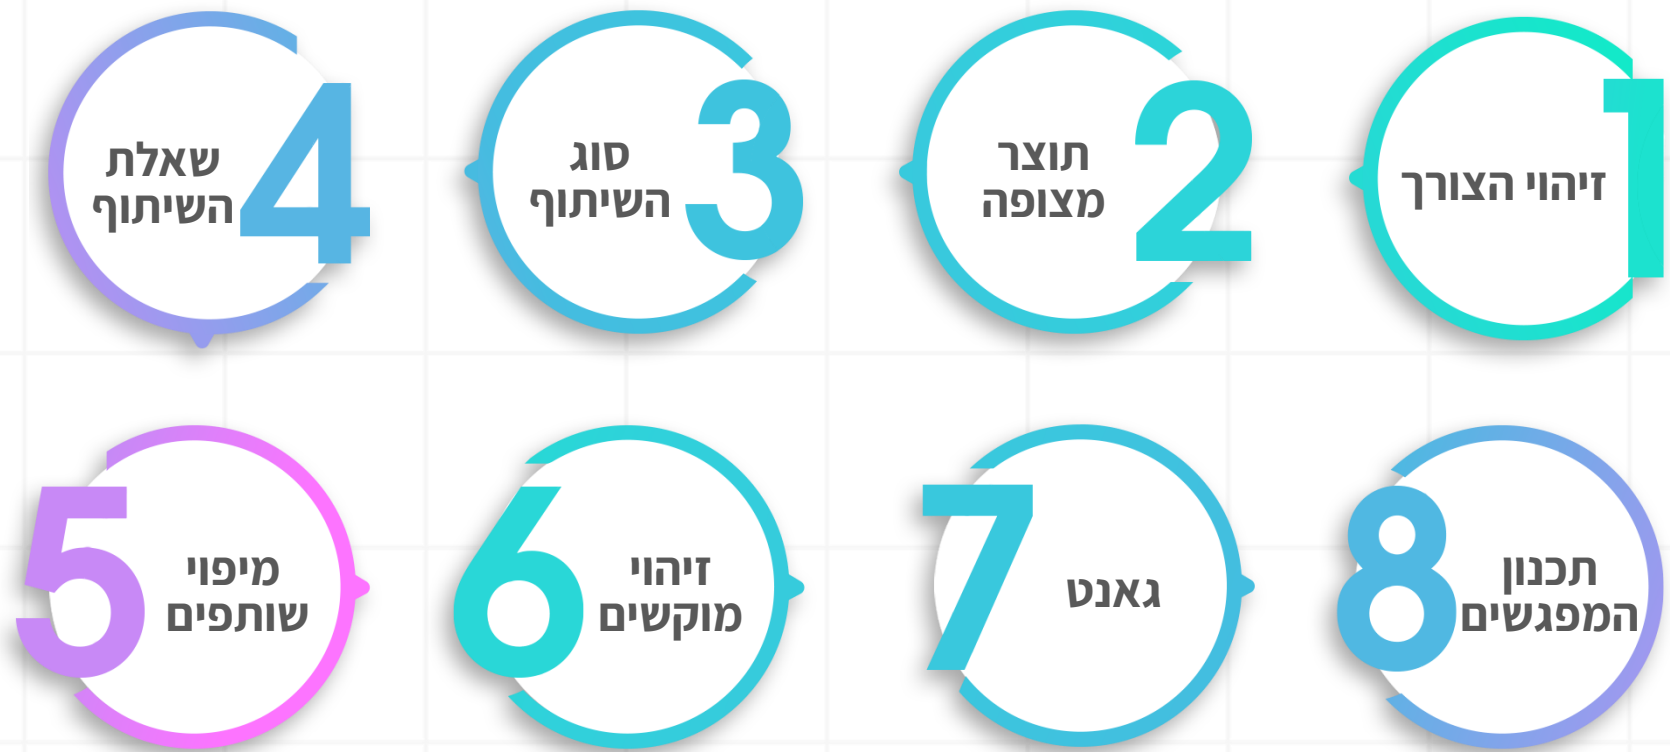 1
זיהוי הצורך
2
תוצר
מצופה
3
סוג
השיתוף
4
שאלת
השיתוף
5
מיפוי
שותפים
6
זיהוי
מוקשים
7
גאנט
8
תכנון
המפגשים